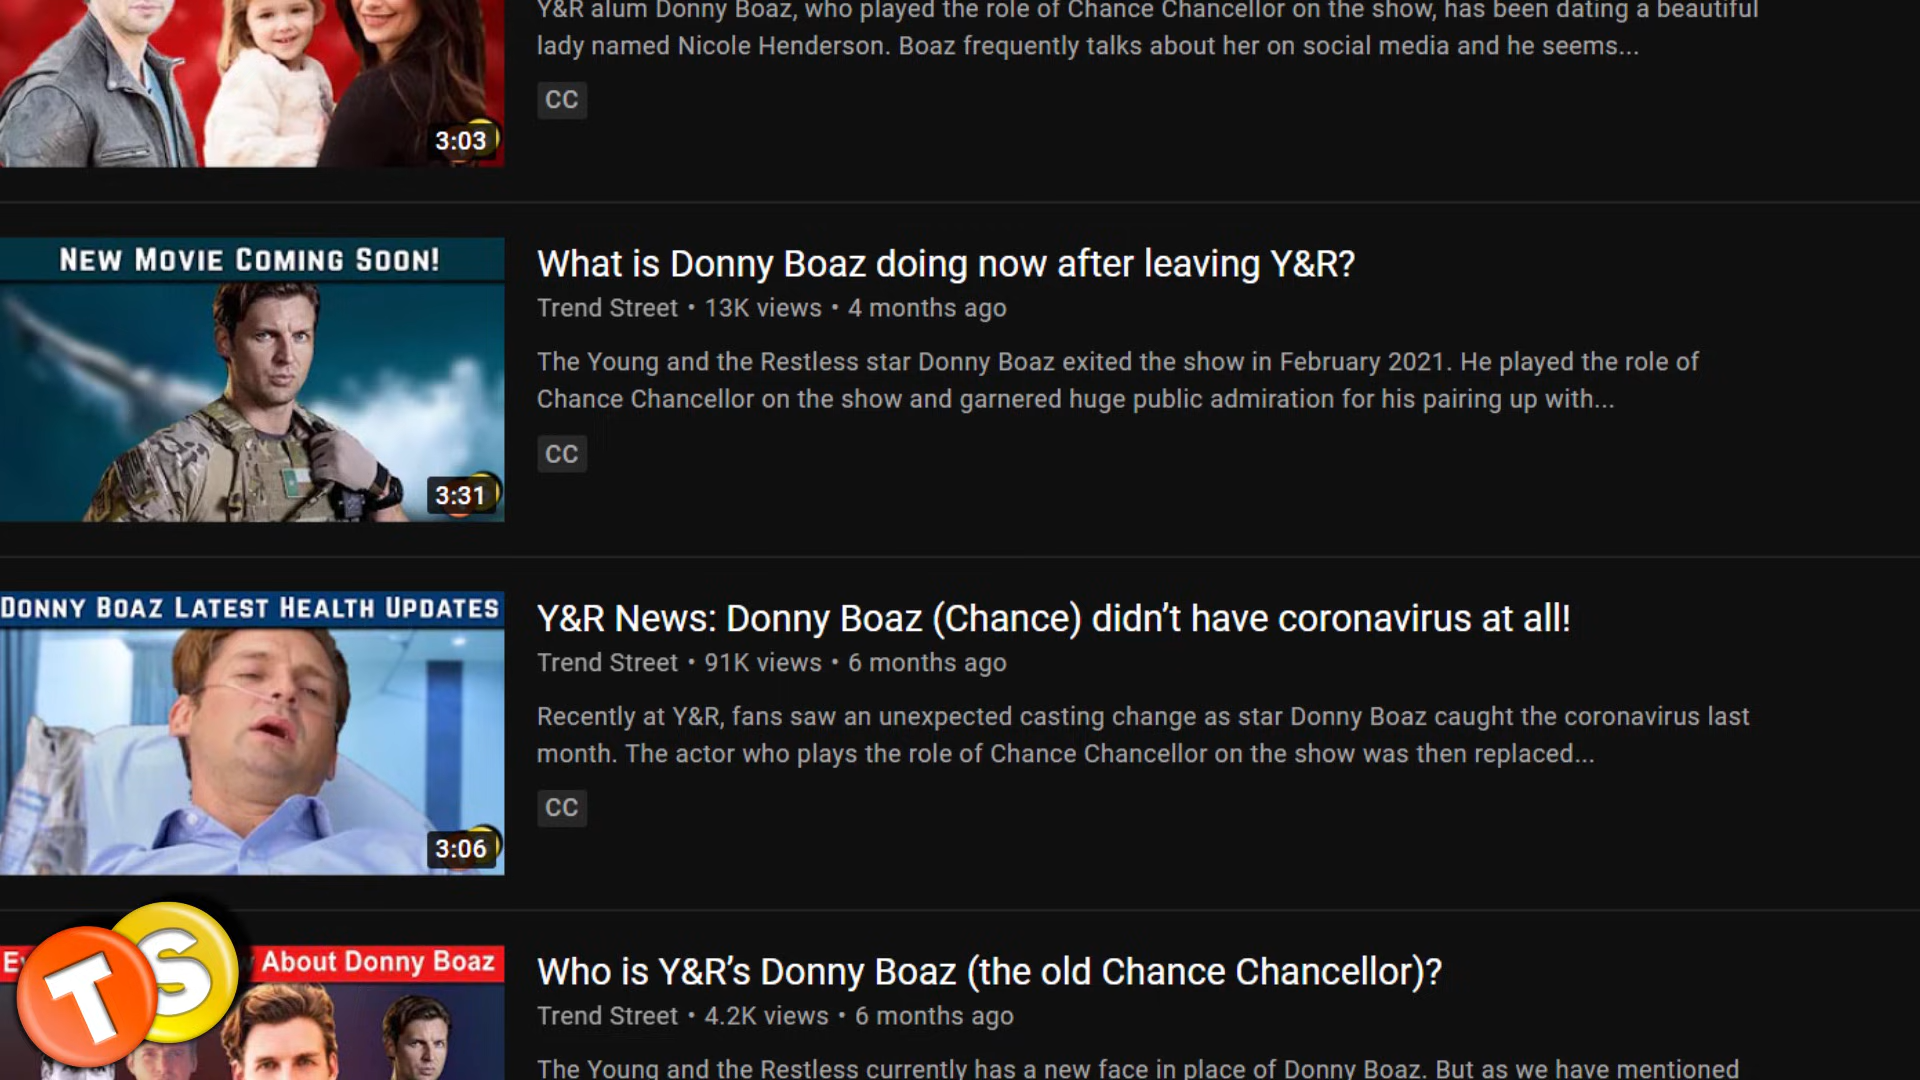 Y&R alum Donny Boaz, who played the role of Chance Chancellor on the show, has been dating a beautiful
lady named Nicole Henderson. Boaz frequently talks about her on social media and he seems...
CC
3:03
NEW MOVIE COMING SOON!
3:31
What is Donny Boaz doing now after leaving Y&R?
Trend Street • 13K views • 4 months ago
The Young and the Restless star Donny Boaz exited the show in February 2021. He played the role of
Chance Chancellor on the show and garnered huge public admiration for his pairing up with...
CC
DONNY BOAZ LATEST HEALTH UPDATES
3:06
Y&R News: Donny Boaz (Chance) didn’t have coronavirus at all!
Trend Street • 91K views • 6 months ago
Recently at Y&R, fans saw an unexpected casting change as star Donny Boaz caught the coronavirus last
month. The actor who plays the role of Chance Chancellor on the show was then replaced...
CC
About Donny Boaz
TS
Who is Y&R’s Donny Boaz (the old Chance Chancellor)?
Trend Street • 4.2K views • 6 months ago
The Young and the Restless currently has a new face in place of Donny Boaz. But as we have mentioned